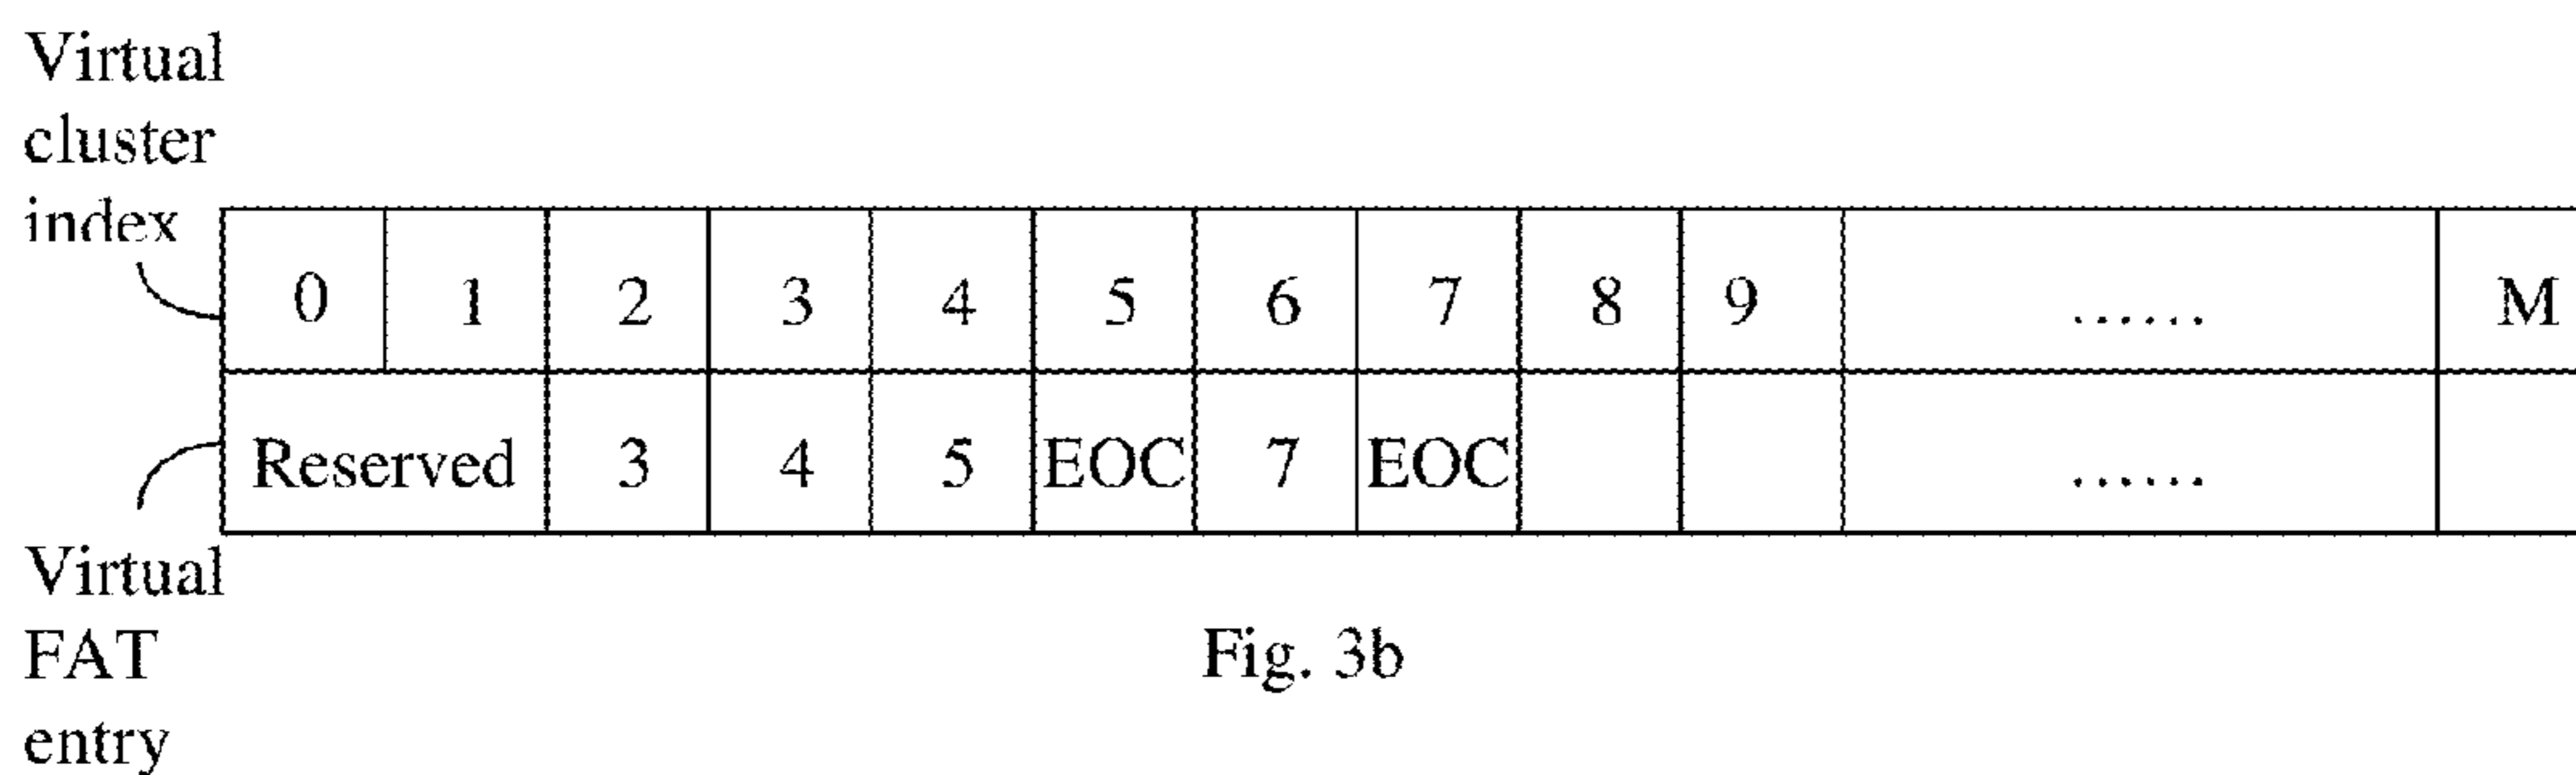 Virtual
cluster
index
0 1 2 3 4 5 6 7 8 9 ...... M
Reserved 3 4 5 EOC 7 EOC ......
Virtual
FAT
entry
Fig. 3b